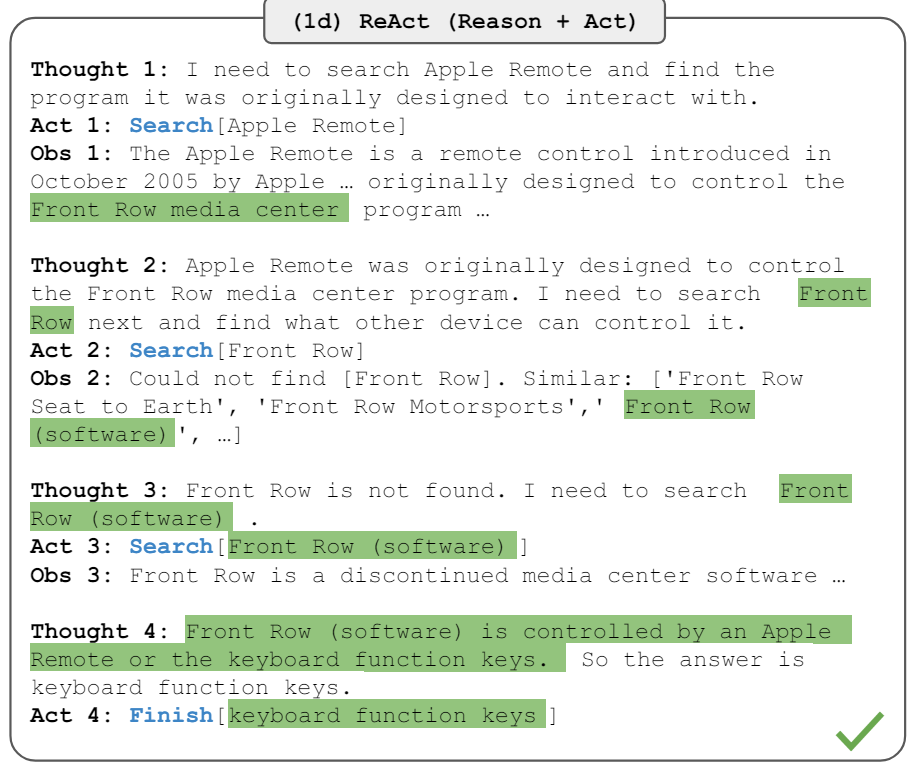 (1d) ReAct (Reason + Act)
Thought 1: I need to search Apple Remote and find the
program it was originally designed to interact with.
Act 1: Search[Apple Remote]
Obs 1: The Apple Remote is a remote control introduced in
October 2005 by Apple … originally designed to control the
Front Row media center program …
Thought 2: Apple Remote was originally designed to control
the Front Row media center program. I need to search Front
Row next and find what other device can control it.
Act 2: Search[Front Row]
Obs 2: Could not find [Front Row]. Similar: ['Front Row
Seat to Earth', 'Front Row Motorsports',' Front Row
(software)', …]
Thought 3: Front Row is not found. I need to search Front
Row (software) .
Act 3: Search[Front Row (software) ]
Obs 3: Front Row is a discontinued media center software …
Thought 4: Front Row (software) is controlled by an Apple
Remote or the keyboard function keys. So the answer is
keyboard function keys.
Act 4: Finish[keyboard function keys ]